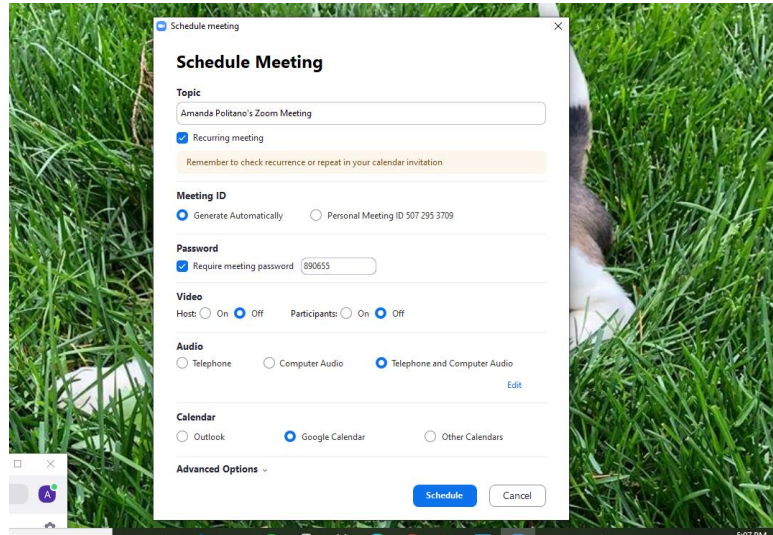 Schedule meeting
Schedule Meeting
Topic
Amanda Politano's Zoom Meeting
Recurring meeting
Remember to check recurrence or repeat in your calendar invitation
Meeting ID
Generate Automatically Personal Meeting ID 507 295 3709
Password
Require meeting password 890655
Video
Host: On Off Participants: On Off
Audio
Telephone Computer Audio Telephone and Computer Audio
Edit
Calendar
Outlook Google Calendar Other Calendars
A
Advanced Options
Schedule Cancel
5:07 PM